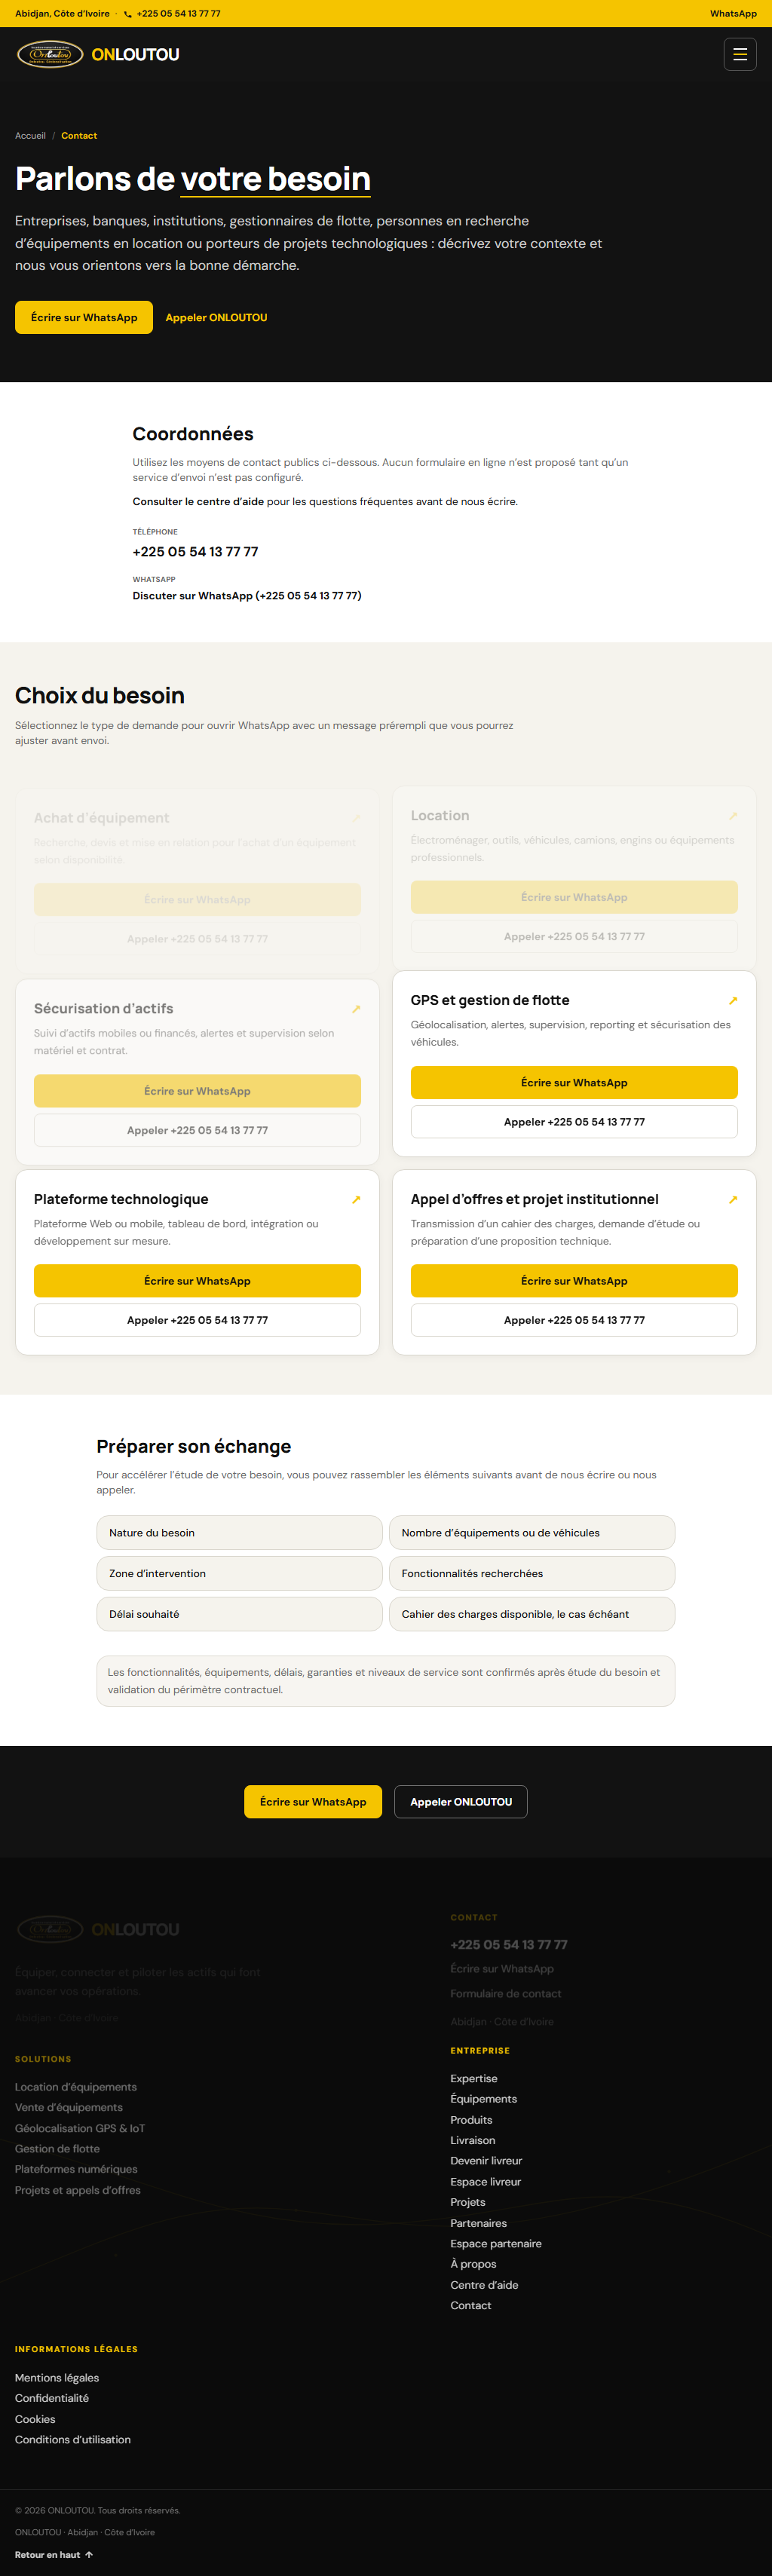 Abidjan, Côte d'Ivoire · +225 05 54 13 77 77
WhatsApp
ONLOUTOU
Accueil / Contact
Parlons de votre besoin
Entreprises, banques, institutions, gestionnaires de flotte, personnes en recherche
d'équipements en location ou porteurs de projets technologiques : décrivez votre contexte et
nous vous orientons vers la bonne démarche.
Écrire sur WhatsApp
Appeler ONLOUTOU
Coordonnées
Utilisez les moyens de contact publics ci-dessous. Aucun formulaire en ligne n'est proposé tant qu'un
service d'envoi n'est pas configuré.
Consulter le centre d'aide pour les questions fréquentes avant de nous écrire.
TÉLÉPHONE
+225 05 54 13 77 77
WHATSAPP
Discuter sur WhatsApp (+225 05 54 13 77 77)
Choix du besoin
Sélectionnez le type de demande pour ouvrir WhatsApp avec un message prérempli que vous pourrez
ajuster avant envoi.
Achat d'équipement ↗
Recherche, devis et mise en relation pour l'achat d'un équipement
selon disponibilité.
Écrire sur WhatsApp
Appeler +225 05 54 13 77 77
Location ↗
Électroménager, outils, véhicules, camions, engins ou équipements
professionnels.
Écrire sur WhatsApp
Appeler +225 05 54 13 77 77
Sécurisation d'actifs ↗
Suivi d'actifs mobiles ou financés, alertes et supervision selon
matériel et contrat.
Écrire sur WhatsApp
Appeler +225 05 54 13 77 77
GPS et gestion de flotte ↗
Géolocalisation, alertes, supervision, reporting et sécurisation des
véhicules.
Écrire sur WhatsApp
Appeler +225 05 54 13 77 77
Plateforme technologique ↗
Plateforme Web ou mobile, tableau de bord, intégration ou
développement sur mesure.
Écrire sur WhatsApp
Appeler +225 05 54 13 77 77
Appel d'offres et projet institutionnel ↗
Transmission d'un cahier des charges, demande d'étude ou
préparation d'une proposition technique.
Écrire sur WhatsApp
Appeler +225 05 54 13 77 77
Préparer son échange
Pour accélérer l'étude de votre besoin, vous pouvez rassembler les éléments suivants avant de nous écrire ou nous
appeler.
Nature du besoin
Nombre d'équipements ou de véhicules
Zone d'intervention
Fonctionnalités recherchées
Délai souhaité
Cahier des charges disponible, le cas échéant
Les fonctionnalités, équipements, délais, garanties et niveaux de service sont confirmés après étude du besoin et
validation du périmètre contractuel.
Écrire sur WhatsApp
Appeler ONLOUTOU
ONLOUTOU
Équiper, connecter et piloter les actifs qui font
avancer vos opérations.
Abidjan · Côte d'Ivoire
CONTACT
+225 05 54 13 77 77
Écrire sur WhatsApp
Formulaire de contact
Abidjan · Côte d'Ivoire
SOLUTIONS
Location d'équipements
Vente d'équipements
Géolocalisation GPS & IoT
Gestion de flotte
Plateformes numériques
Projets et appels d'offres
ENTREPRISE
Expertise
Équipements
Produits
Livraison
Devenir livreur
Espace livreur
Projets
Partenaires
Espace partenaire
À propos
Centre d'aide
Contact
INFORMATIONS LÉGALES
Mentions légales
Confidentialité
Cookies
Conditions d'utilisation
© 2026 ONLOUTOU. Tous droits réservés.
ONLOUTOU · Abidjan · Côte d'Ivoire
Retour en haut ↑